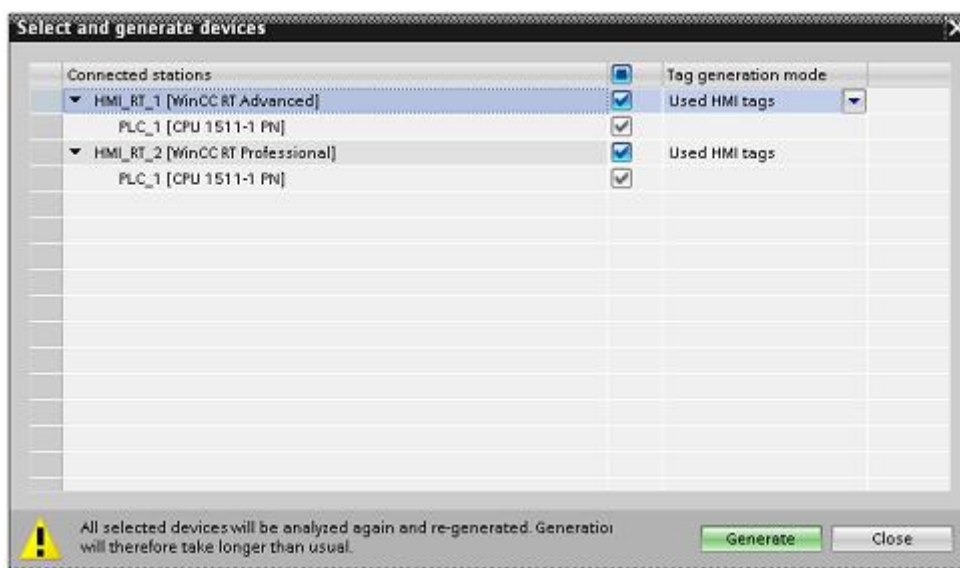 Select and generate devices
Connected stations Tag generation mode
HMI_RT_1 [WinCC RT Advanced] Used HMI tags
PLC_1 [CPU 1511-1 PN]
HMI_RT_2 [WinCC RT Professional] Used HMI tags
PLC_1 [CPU 1511-1 PN]
All selected devices will be analyzed again and re-generated.
will therefore take longer than usual.
Generate Close